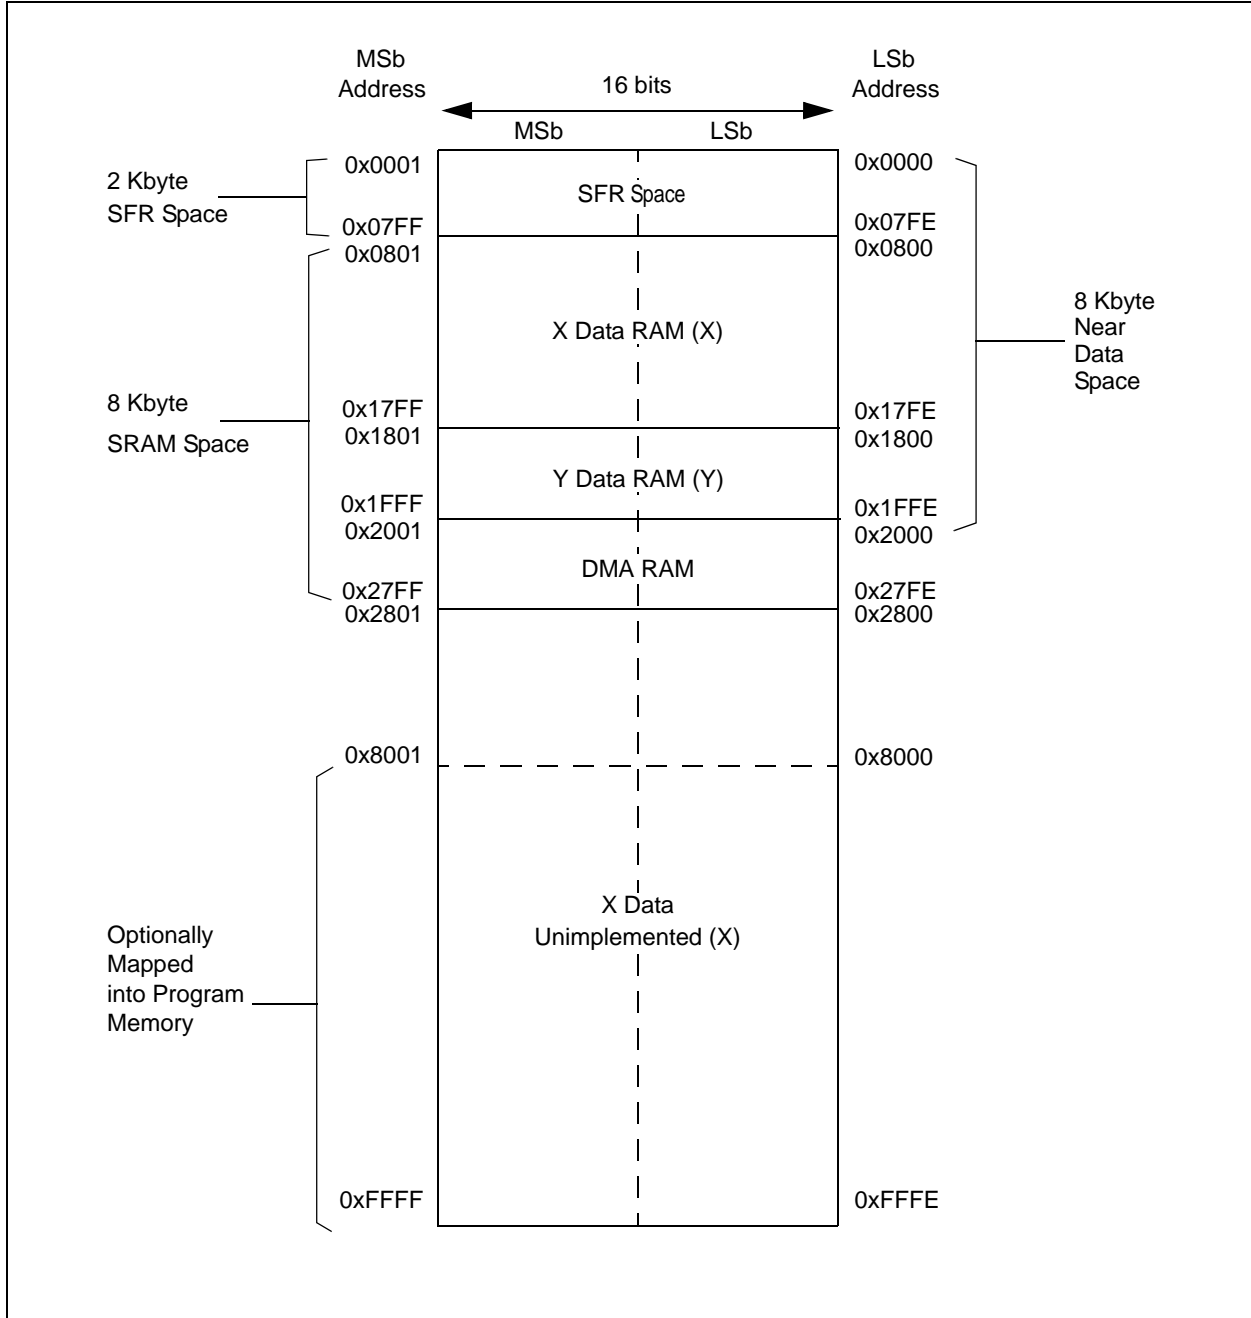 MSb
Address
16 bits
LSb
Address
MSb
LSb
0x0001
0x0000
2 Kbyte
SFR Space
SFR Space
0x07FF
0x07FE
0x0801
0x0800
X Data RAM (X)
8 Kbyte
Near
Data
Space
8 Kbyte
SRAM Space
0x17FF
0x17FE
0x1801
0x1800
Y Data RAM (Y)
0x1FFF
0x1FFE
0x2001
0x2000
DMA RAM
0x27FF
0x27FE
0x2801
0x2800
0x8001
0x8000
X Data
Unimplemented (X)
Optionally
Mapped
into Program
Memory
0xFFFF
0xFFFE